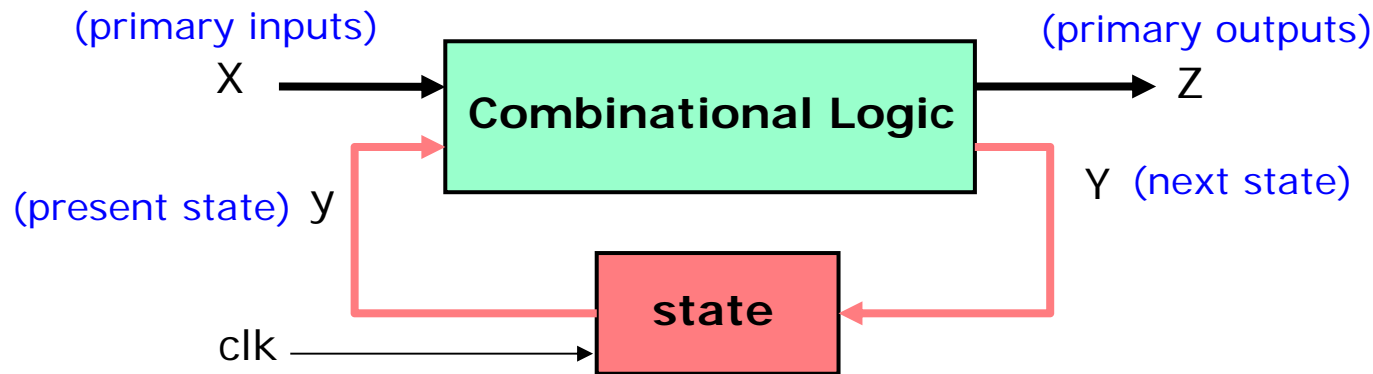 (primary inputs)
(primary outputs)
X
Z
Combinational Logic
(present state) y
Y (next state)
state
clk